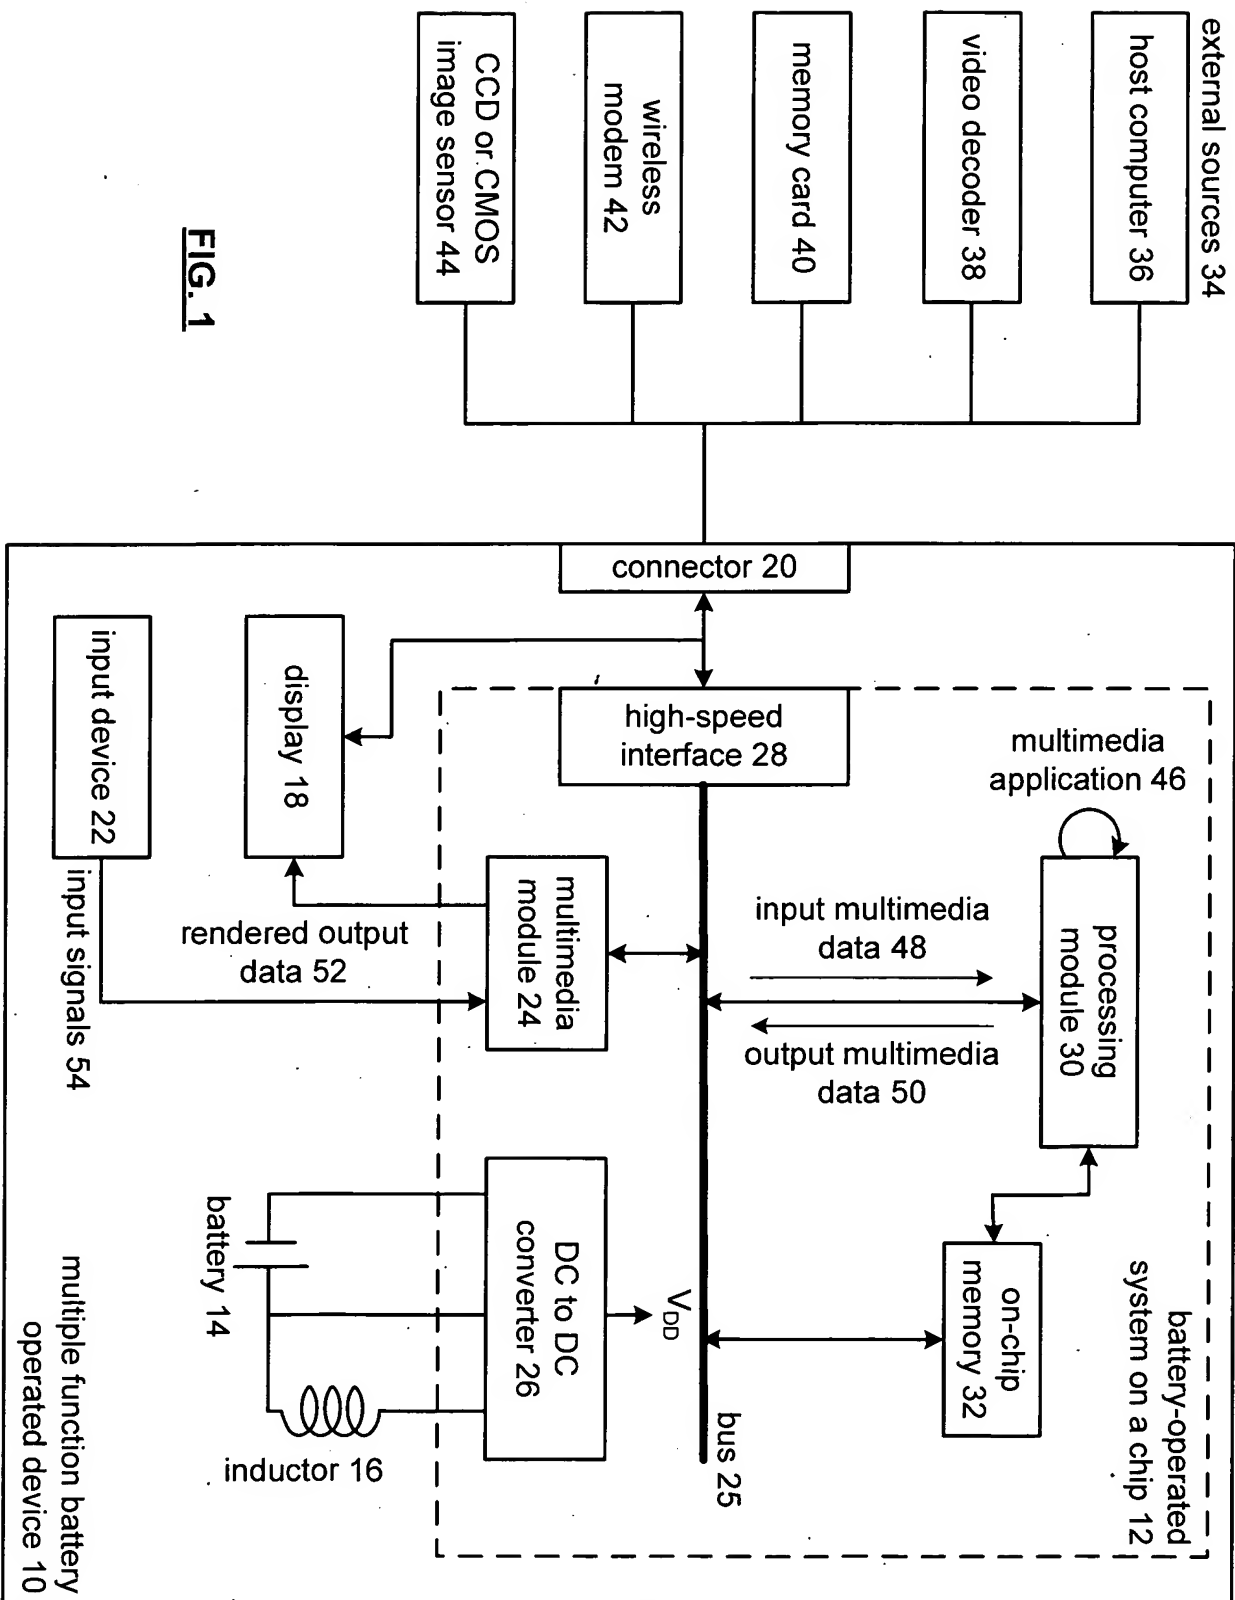 external sources 34
host computer 36
video decoder 38
memory card 40
wireless
modem 42
CCD or CMOS
image sensor 44
connector 20
high-speed
interface 28
multimedia
application 46
processing
module 30
input multimedia
data 48
output multimedia
data 50
on-chip
memory 32
battery-operated
system on a chip 12
bus 25
multimedia
module 24
DC to DC
converter 26
VDD
display 18
rendered output
data 52
input device 22
input signals 54
battery 14
inductor 16
multiple function battery
operated device 10
FIG. 1